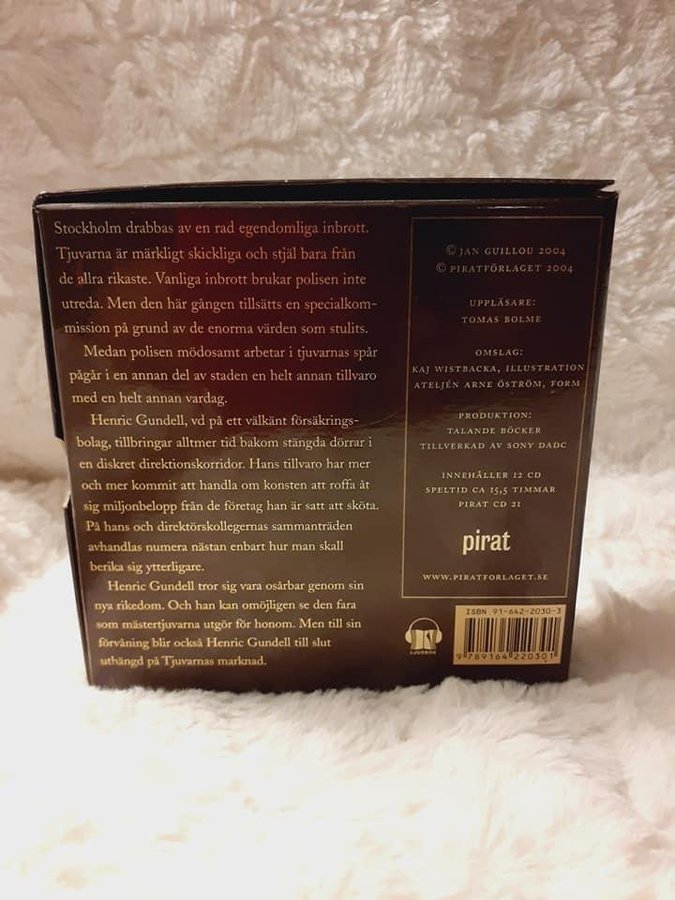 Stockholm drabbas av en rad egendomliga inbrott.
Tjuvarna är märkligt skickliga och stjäl bara från
de allra rikaste. Vanliga inbrott brukar polisen inte
utreda. Men den här gången tillsätts en specialkom-
mission på grund av de enorma värden som stulits.
Medan polisen mödosamt arbetar i tjuvarnas spår
pågår i en annan del av staden en helt annan tillvaro
med en helt annan vardag.
Henric Gundell, vd på ett välkänt försäkrings-
bolag, tillbringar alltmer tid bakom stängda dörrar i
en diskret direktionskorridor. Hans tillvaro har mer
och mer kommit att handla om konsten att roffa åt
sig miljonbelopp från de företag han är satt att sköta.
På hans och direktörskollegernas sammanträden
avhandlas numera nästan enbart hur man skall
berika sig ytterligare.
Henric Gundell tror sig vara osårbar genom sin
nya rikedom. Och han kan omöjligen se den fara
som mästertjuvarna utgör för honom. Men till sin
förvåning blir också Henric Gundell till slut
uthängd på Tjuvarnas marknad.
© JAN GUILLOU 2004
© PIRATFÖRLAGET 2004
UPPLÄSARE:
TOMAS BOLME
OMSLAG:
KAJ WISTBACKA, ILLUSTRATION
ATELJÉN ARNE ÖSTRÖM, FORM
PRODUKTION:
TALANDE BÖCKER
TILLVERKAD AV SONY DADC
INNEHÅLLER 12 CD
SPELTID CA 15,5 TIMMAR
PIRAT CD 21
pirat
WWW.PIRATFORLAGET.SE
LJUDBOK
ISBN 91-642-2030-3
9 789164 220301